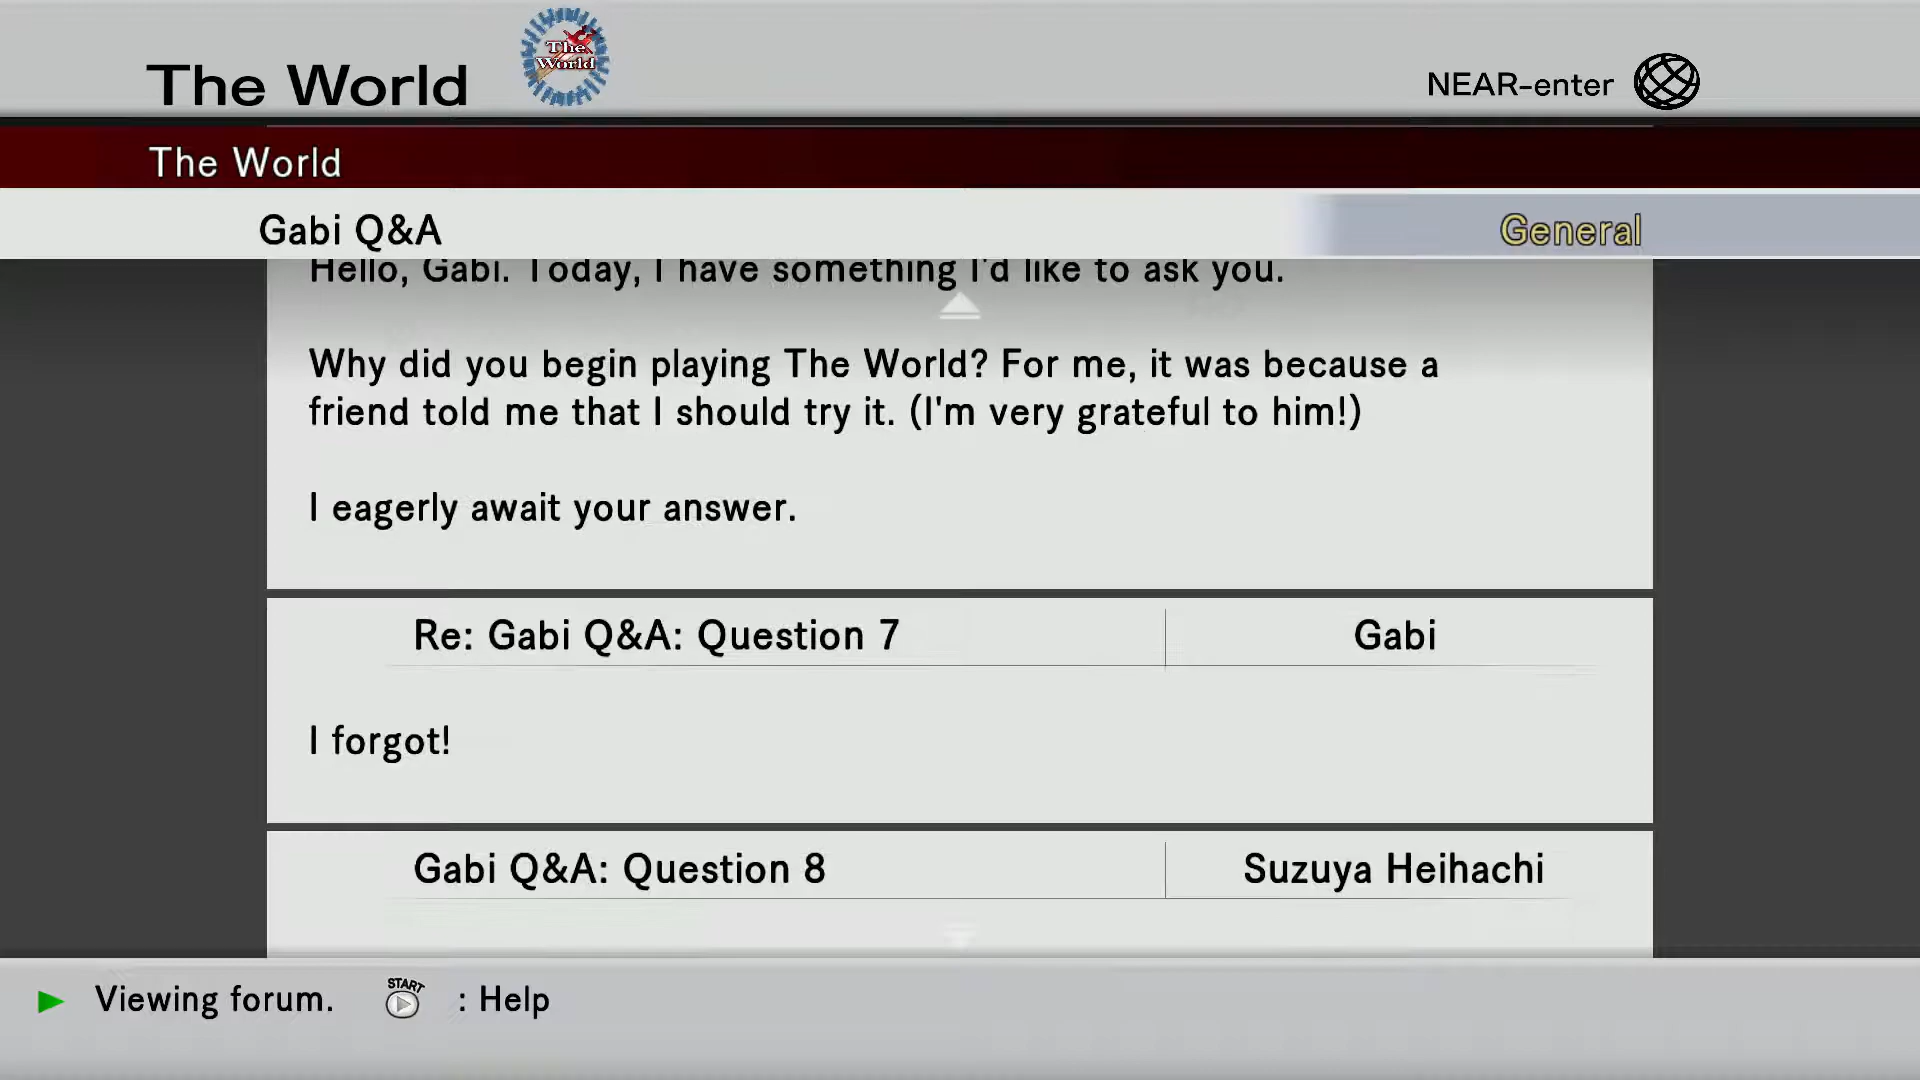 The World
The
World
NEAR-enter
The World
Gabi Q&A
General
Hello, Gabi. Today, I have something I'd like to ask you.
Why did you begin playing The World? For me, it was because a
friend told me that I should try it. (I'm very grateful to him!)
I eagerly await your answer.
Re: Gabi Q&A: Question 7
Gabi
I forgot!
Gabi Q&A: Question 8
Suzuya Heihachi
Viewing forum.
START
: Help